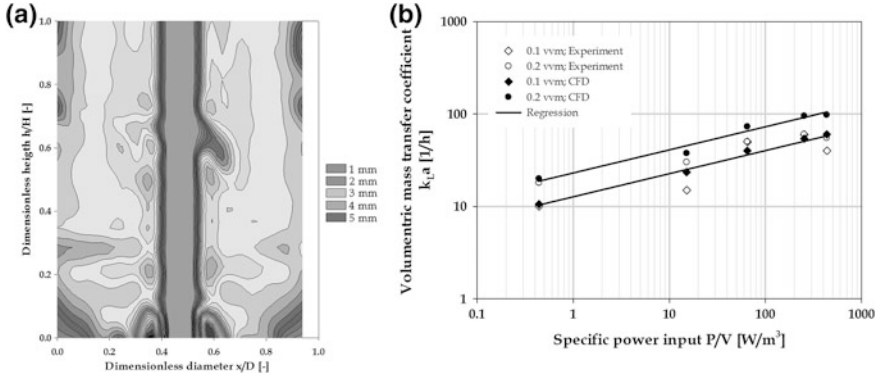 (a)
1.0
0.8
0.6
0.4
0.2
0.0
Dimensionless heigth h/H [-]
0.0 0.2 0.4 0.6 0.8 1.0
Dimensionless diameter x/D [-]
1 mm
2 mm
3 mm
4 mm
5 mm
(b)
1000
100
10
1
Volumentric mass transfer coefficient
kLa [1/h]
0.1 vvm; Experiment
0.2 vvm; Experiment
0.1 vvm; CFD
0.2 vvm; CFD
Regression
0.1 1 10 100 1000
Specific power input P/V [W/m³]